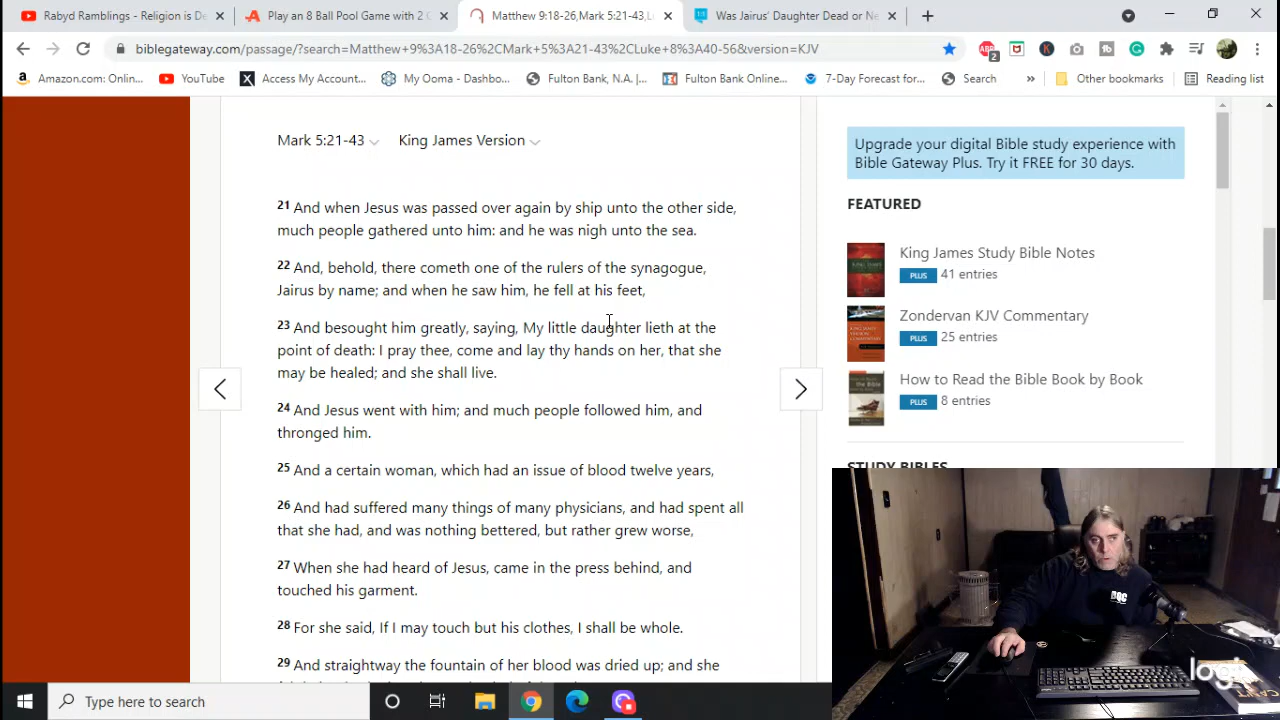 Rabyd Ramblings - Religion is De
Play an 8 Ball Pool Game with 2 C
Matthew 9:18-26,Mark 5:21-43,L
Was Jairus' Daughter Dead or Ne
biblegateway.com/passage/?search=Matthew+9%3A18-26%2CMark+5%3A21-43%2CLuke+8%3A40-56&version=KJV
2
Amazon.com: Onlin...
YouTube
Access My Account...
My Ooma - Dashbo...
Fulton Bank, N.A. |...
Fulton Bank Online...
7-Day Forecast for...
Search
»
Other bookmarks
Reading list
Mark 5:21-43
King James Version
21 And when Jesus was passed over again by ship unto the other side,
much people gathered unto him: and he was nigh unto the sea.
22 And, behold, there cometh one of the rulers of the synagogue,
Jairus by name; and when he saw him, he fell at his feet,
23 And besought him greatly, saying, My little daughter lieth at the
point of death: I pray thee, come and lay thy hands on her, that she
may be healed; and she shall live.
24 And Jesus went with him; and much people followed him, and
thronged him.
25 And a certain woman, which had an issue of blood twelve years,
26 And had suffered many things of many physicians, and had spent all
that she had, and was nothing bettered, but rather grew worse,
27 When she had heard of Jesus, came in the press behind, and
touched his garment.
28 For she said, If I may touch but his clothes, I shall be whole.
29 And straightway the fountain of her blood was dried up; and she
Upgrade your digital Bible study experience with
Bible Gateway Plus. Try it FREE for 30 days.
FEATURED
King James Study Bible Notes
PLUS 41 entries
Zondervan KJV Commentary
PLUS 25 entries
How to Read the Bible Book by Book
PLUS 8 entries
STUDY BIBLES
logi
Type here to search